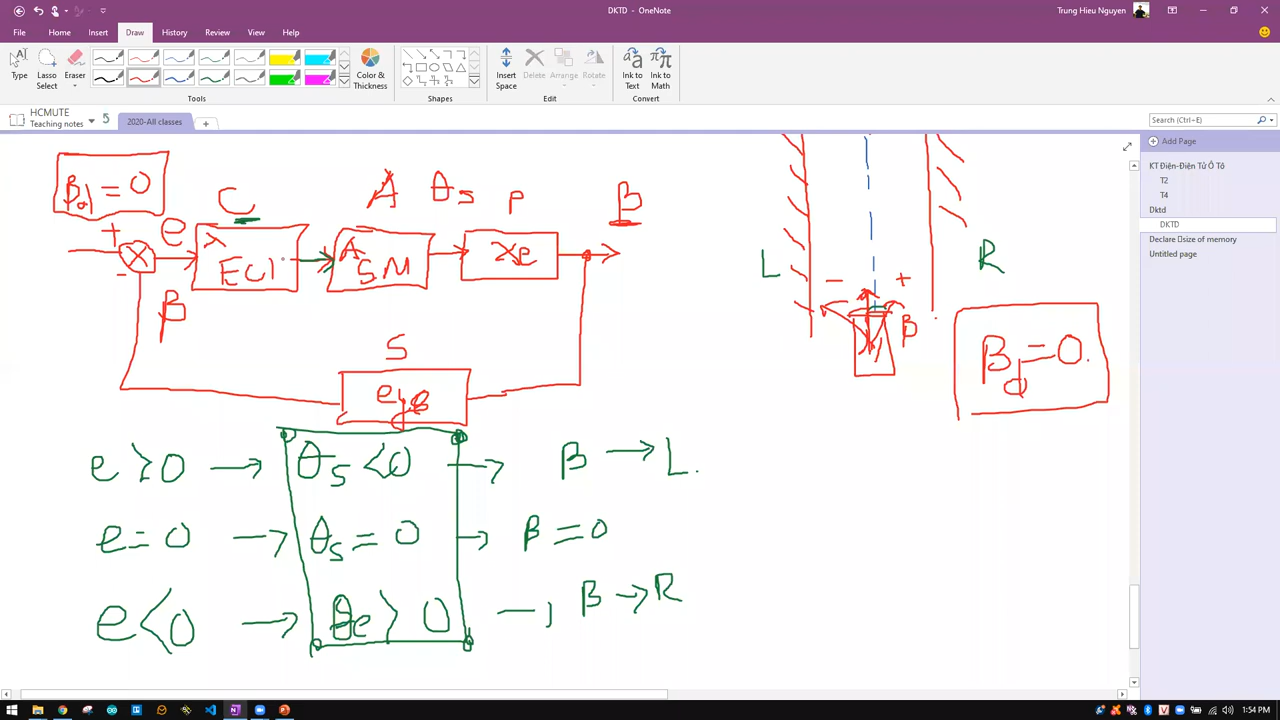 DKTD - OneNote
Trung Hieu Nguyen
File Home Insert Draw History Review View Help
Type
Lasso Select
Eraser
Color & Thickness
Insert Space
Delete
Arrange
Rotate
Ink to Text
Ink to Math
Tools
Shapes
Edit
Convert
HCMUTE
Teaching notes
2020-All classes
Search (Ctrl+E)
Add Page
KT Điện-Điện Tử Ô Tô
T2
T4
Dktd
DKTD
Declare Üsize of memory
Untitled page
βd = 0
C
A θs P
β
+
e
-
β
ECU
SM
xe
S
eye
L
R
- +
β
βd = 0.
e > 0 → θs < 0 → β → L.
e = 0 → θs = 0 → β = 0
e < 0 → θe > 0 → β → R
1:54 PM